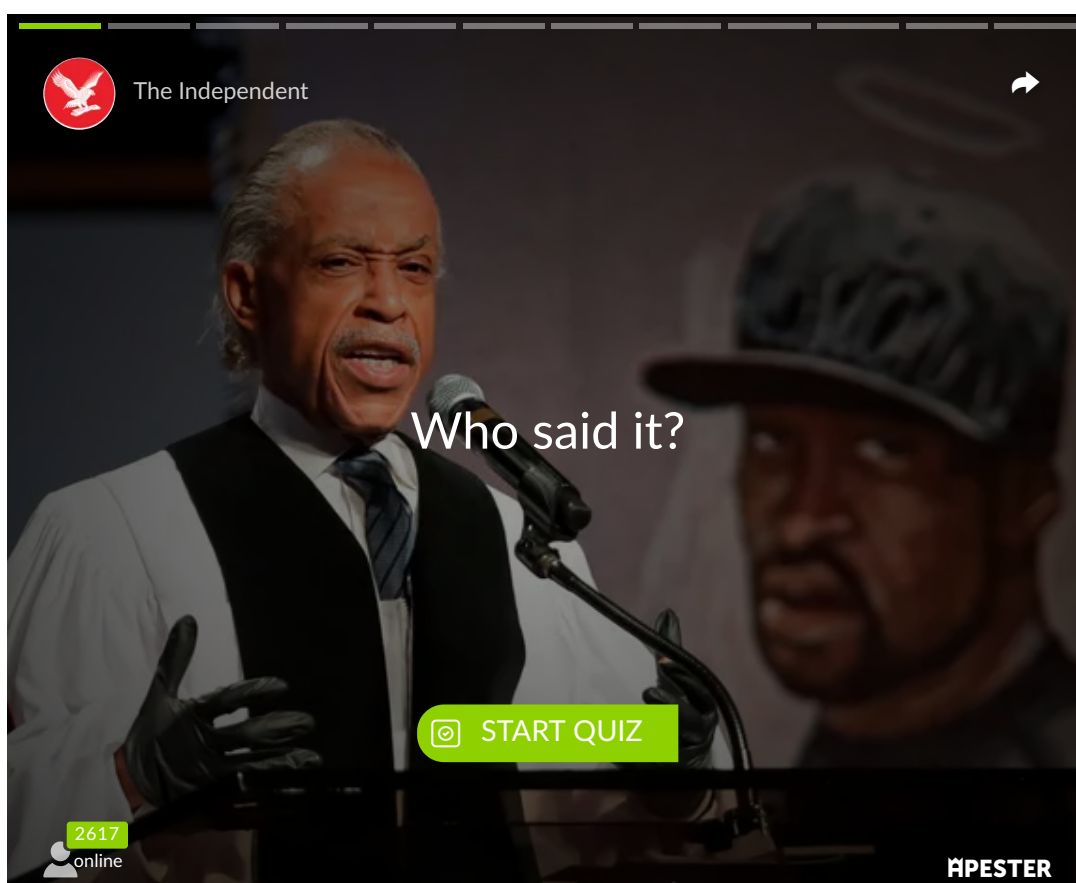 The Independent
Who said it?
START QUIZ
2617
online
APESTER